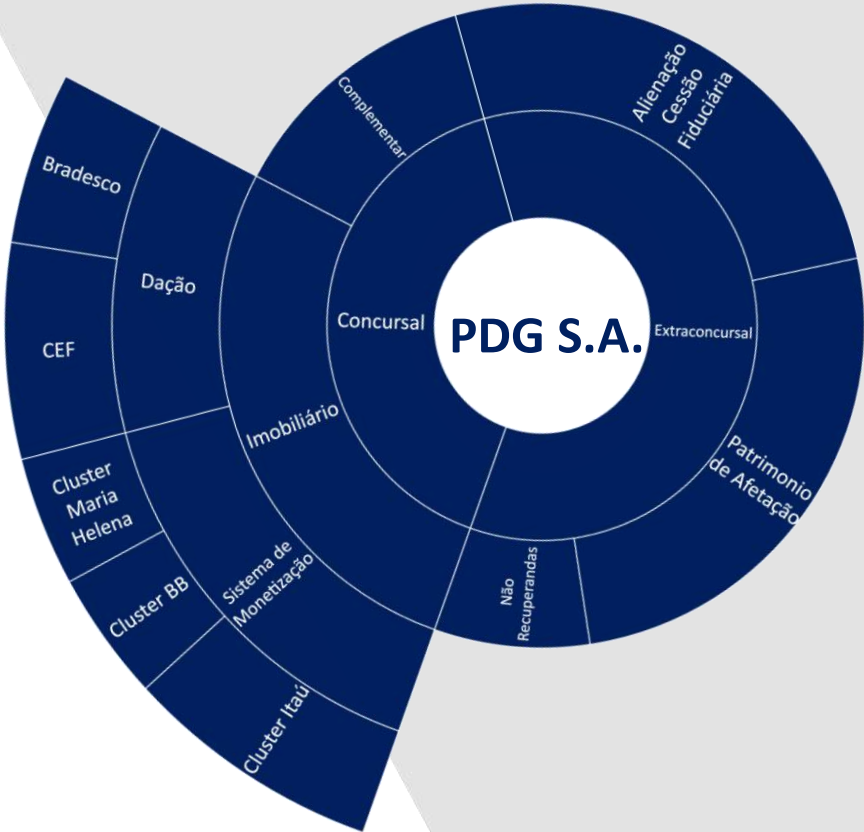 PDG S.A.
Concursal
Extraconcursal
Complementar
Imobiliário
Alienação
Cessão
Fiduciária
Patrimonio
de Afetação
Não
Recuperandas
Dação
Sistema de
Monetização
Bradesco
CEF
Cluster
Maria
Helena
Cluster BB
Cluster Itaú